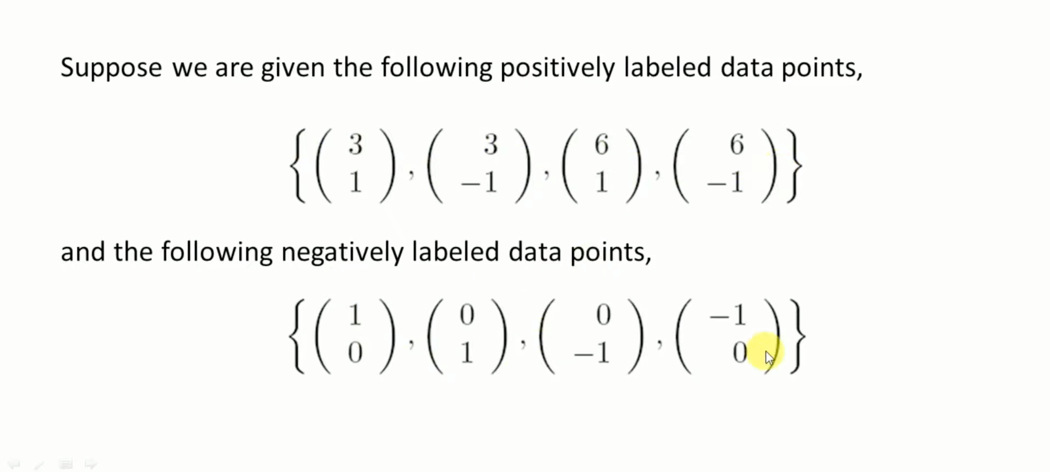 Suppose we are given the following positively labeled data points,
{(3 1), (3 −1), (6 1), (6 −1)}
and the following negatively labeled data points,
{(1 0), (0 1), (0 −1), (−1 0)}